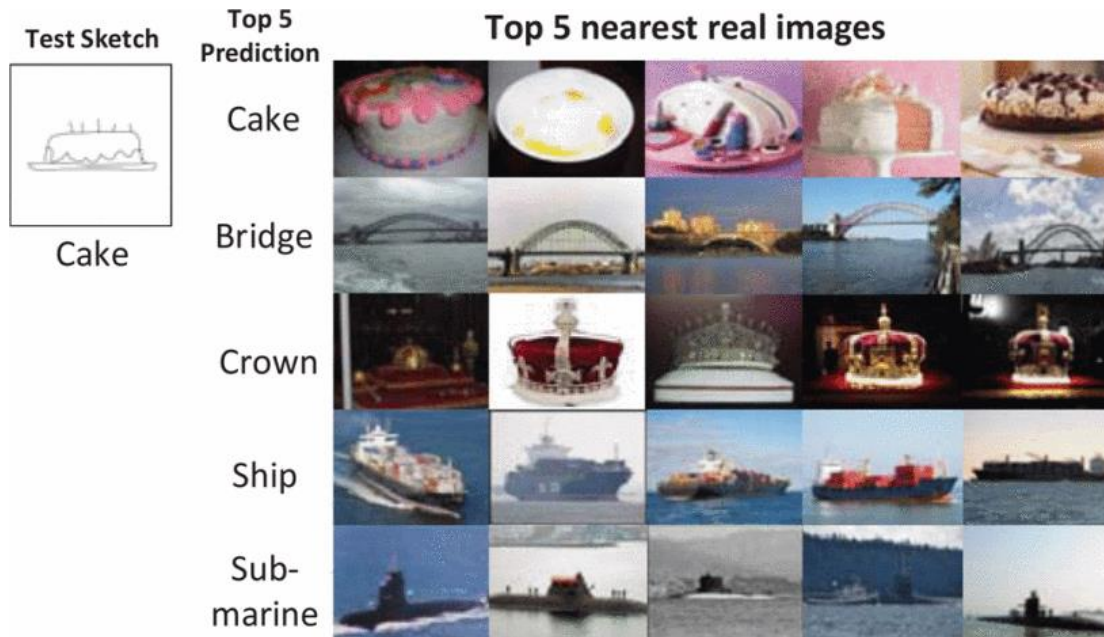 Test Sketch
Cake
Top 5
Prediction
Top 5 nearest real images
Cake
Bridge
Crown
Ship
Sub-
marine